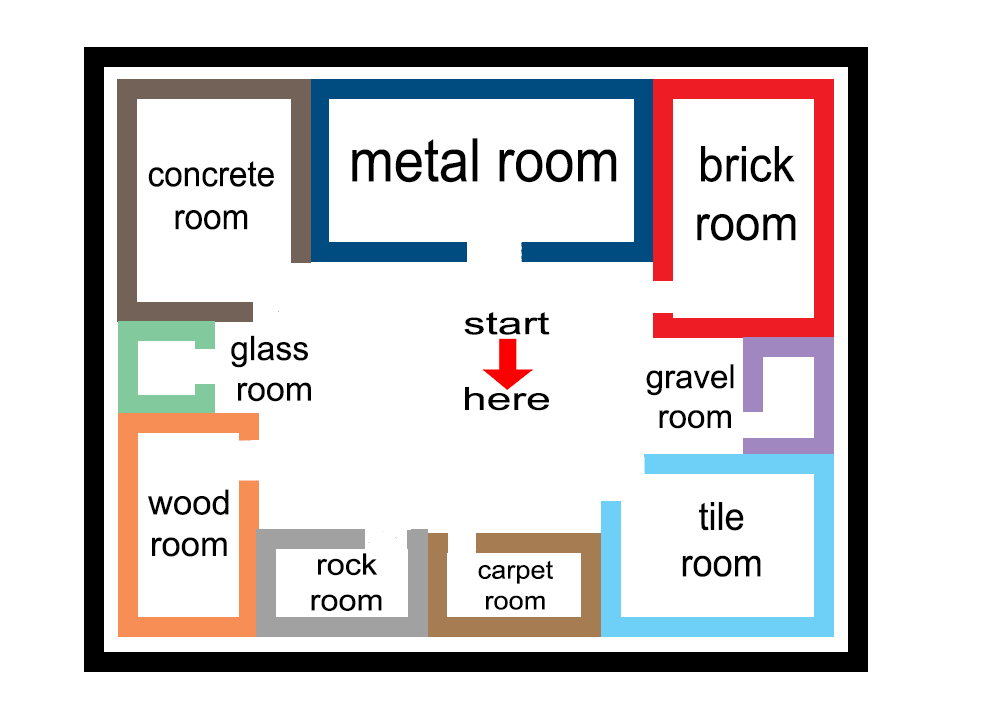 concrete
room
metal room
brick
room
start
here
glass
room
gravel
room
wood
room
rock
room
carpet
room
tile
room